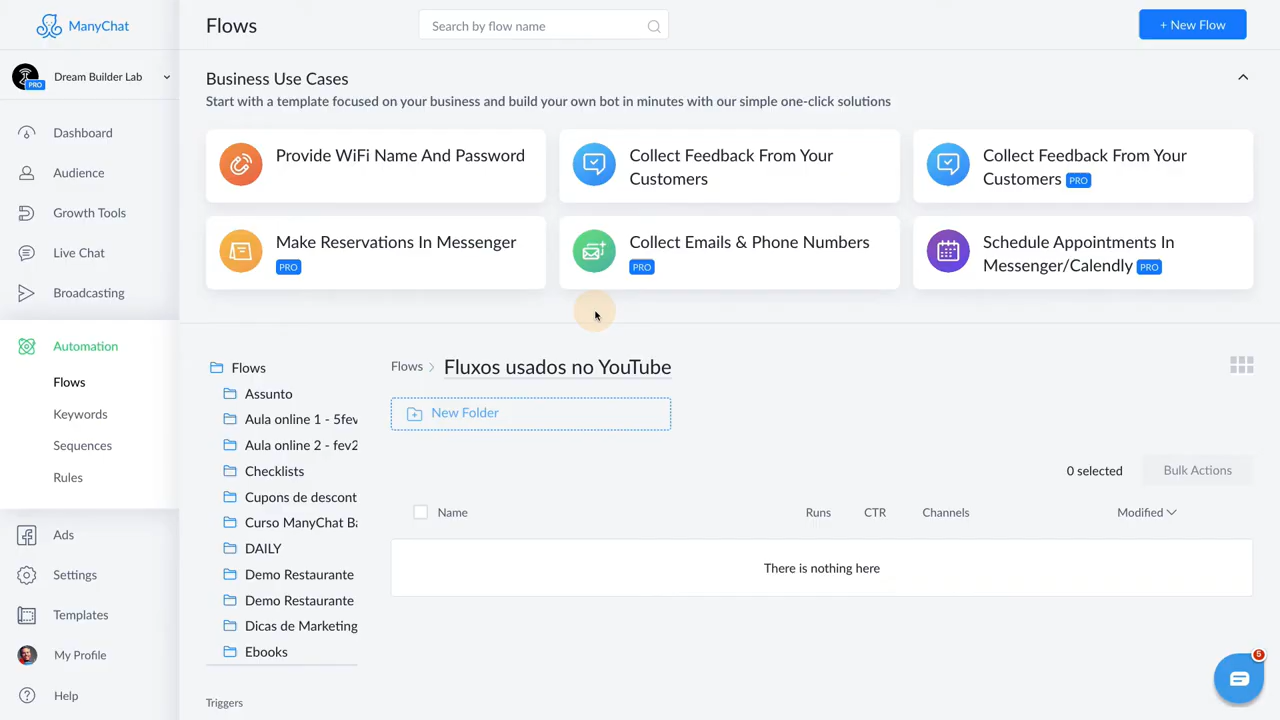 ManyChat
Flows
Search by flow name
+ New Flow
PRO
Dream Builder Lab
Business Use Cases
Start with a template focused on your business and build your own bot in minutes with our simple one-click solutions
Provide WiFi Name And Password
Collect Feedback From Your
Customers
Collect Feedback From Your
Customers PRO
Make Reservations In Messenger
PRO
Collect Emails & Phone Numbers
PRO
Schedule Appointments In
Messenger/Calendly PRO
Dashboard
Audience
Growth Tools
Live Chat
Broadcasting
Automation
Flows
Keywords
Sequences
Rules
Ads
Settings
Templates
My Profile
Help
Flows
Assunto
Aula online 1 - 5fev
Aula online 2 - fev2
Checklists
Cupons de descont
Curso ManyChat Ba
DAILY
Demo Restaurante
Demo Restaurante
Dicas de Marketing
Ebooks
Triggers
Flows > Fluxos usados no YouTube
New Folder
0 selected
Bulk Actions
Name Runs CTR Channels Modified
There is nothing here
5